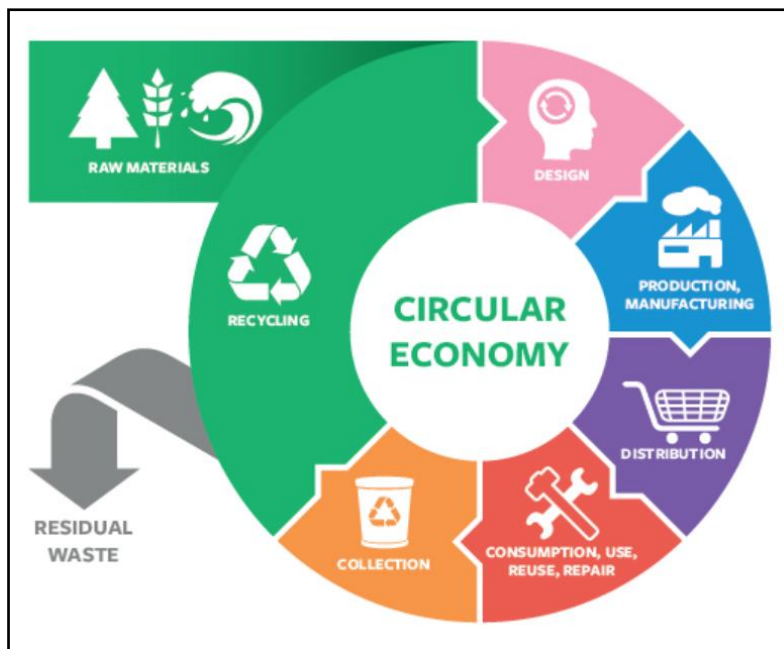 RAW MATERIALS
DESIGN
PRODUCTION,
MANUFACTURING
RECYCLING
CIRCULAR
ECONOMY
DISTRIBUTION
CONSUMPTION, USE,
REUSE, REPAIR
COLLECTION
RESIDUAL
WASTE